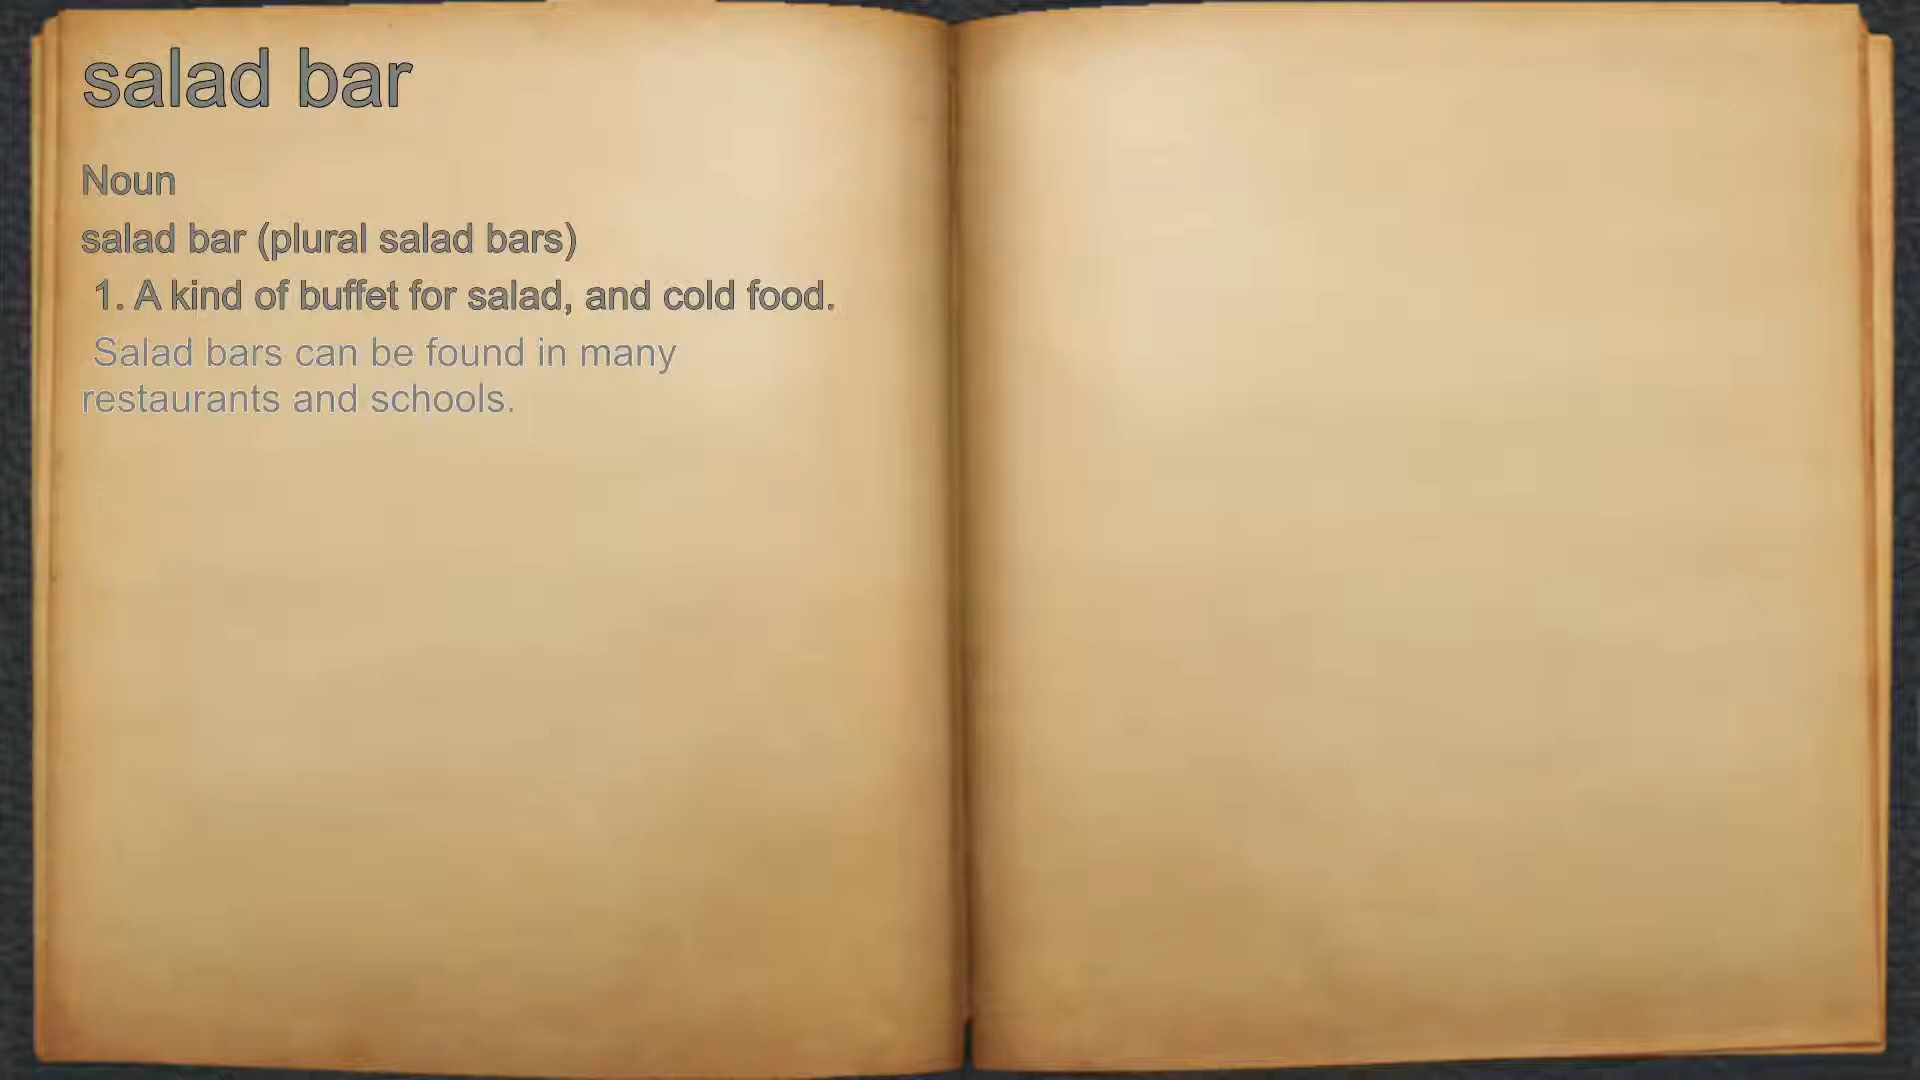 salad bar
Noun
salad bar (plural salad bars)
1. A kind of buffet for salad, and cold food.
Salad bars can be found in many
restaurants and schools.